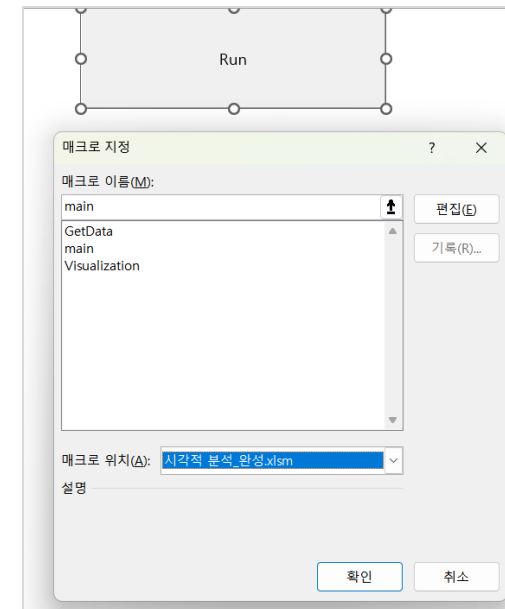 Run
매크로 지정
매크로 이름(M):
main
편집(E)
GetData
main
Visualization
기록(R)...
매크로 위치(A): 시각적 분석_완성.xlsm
설명
확인 취소